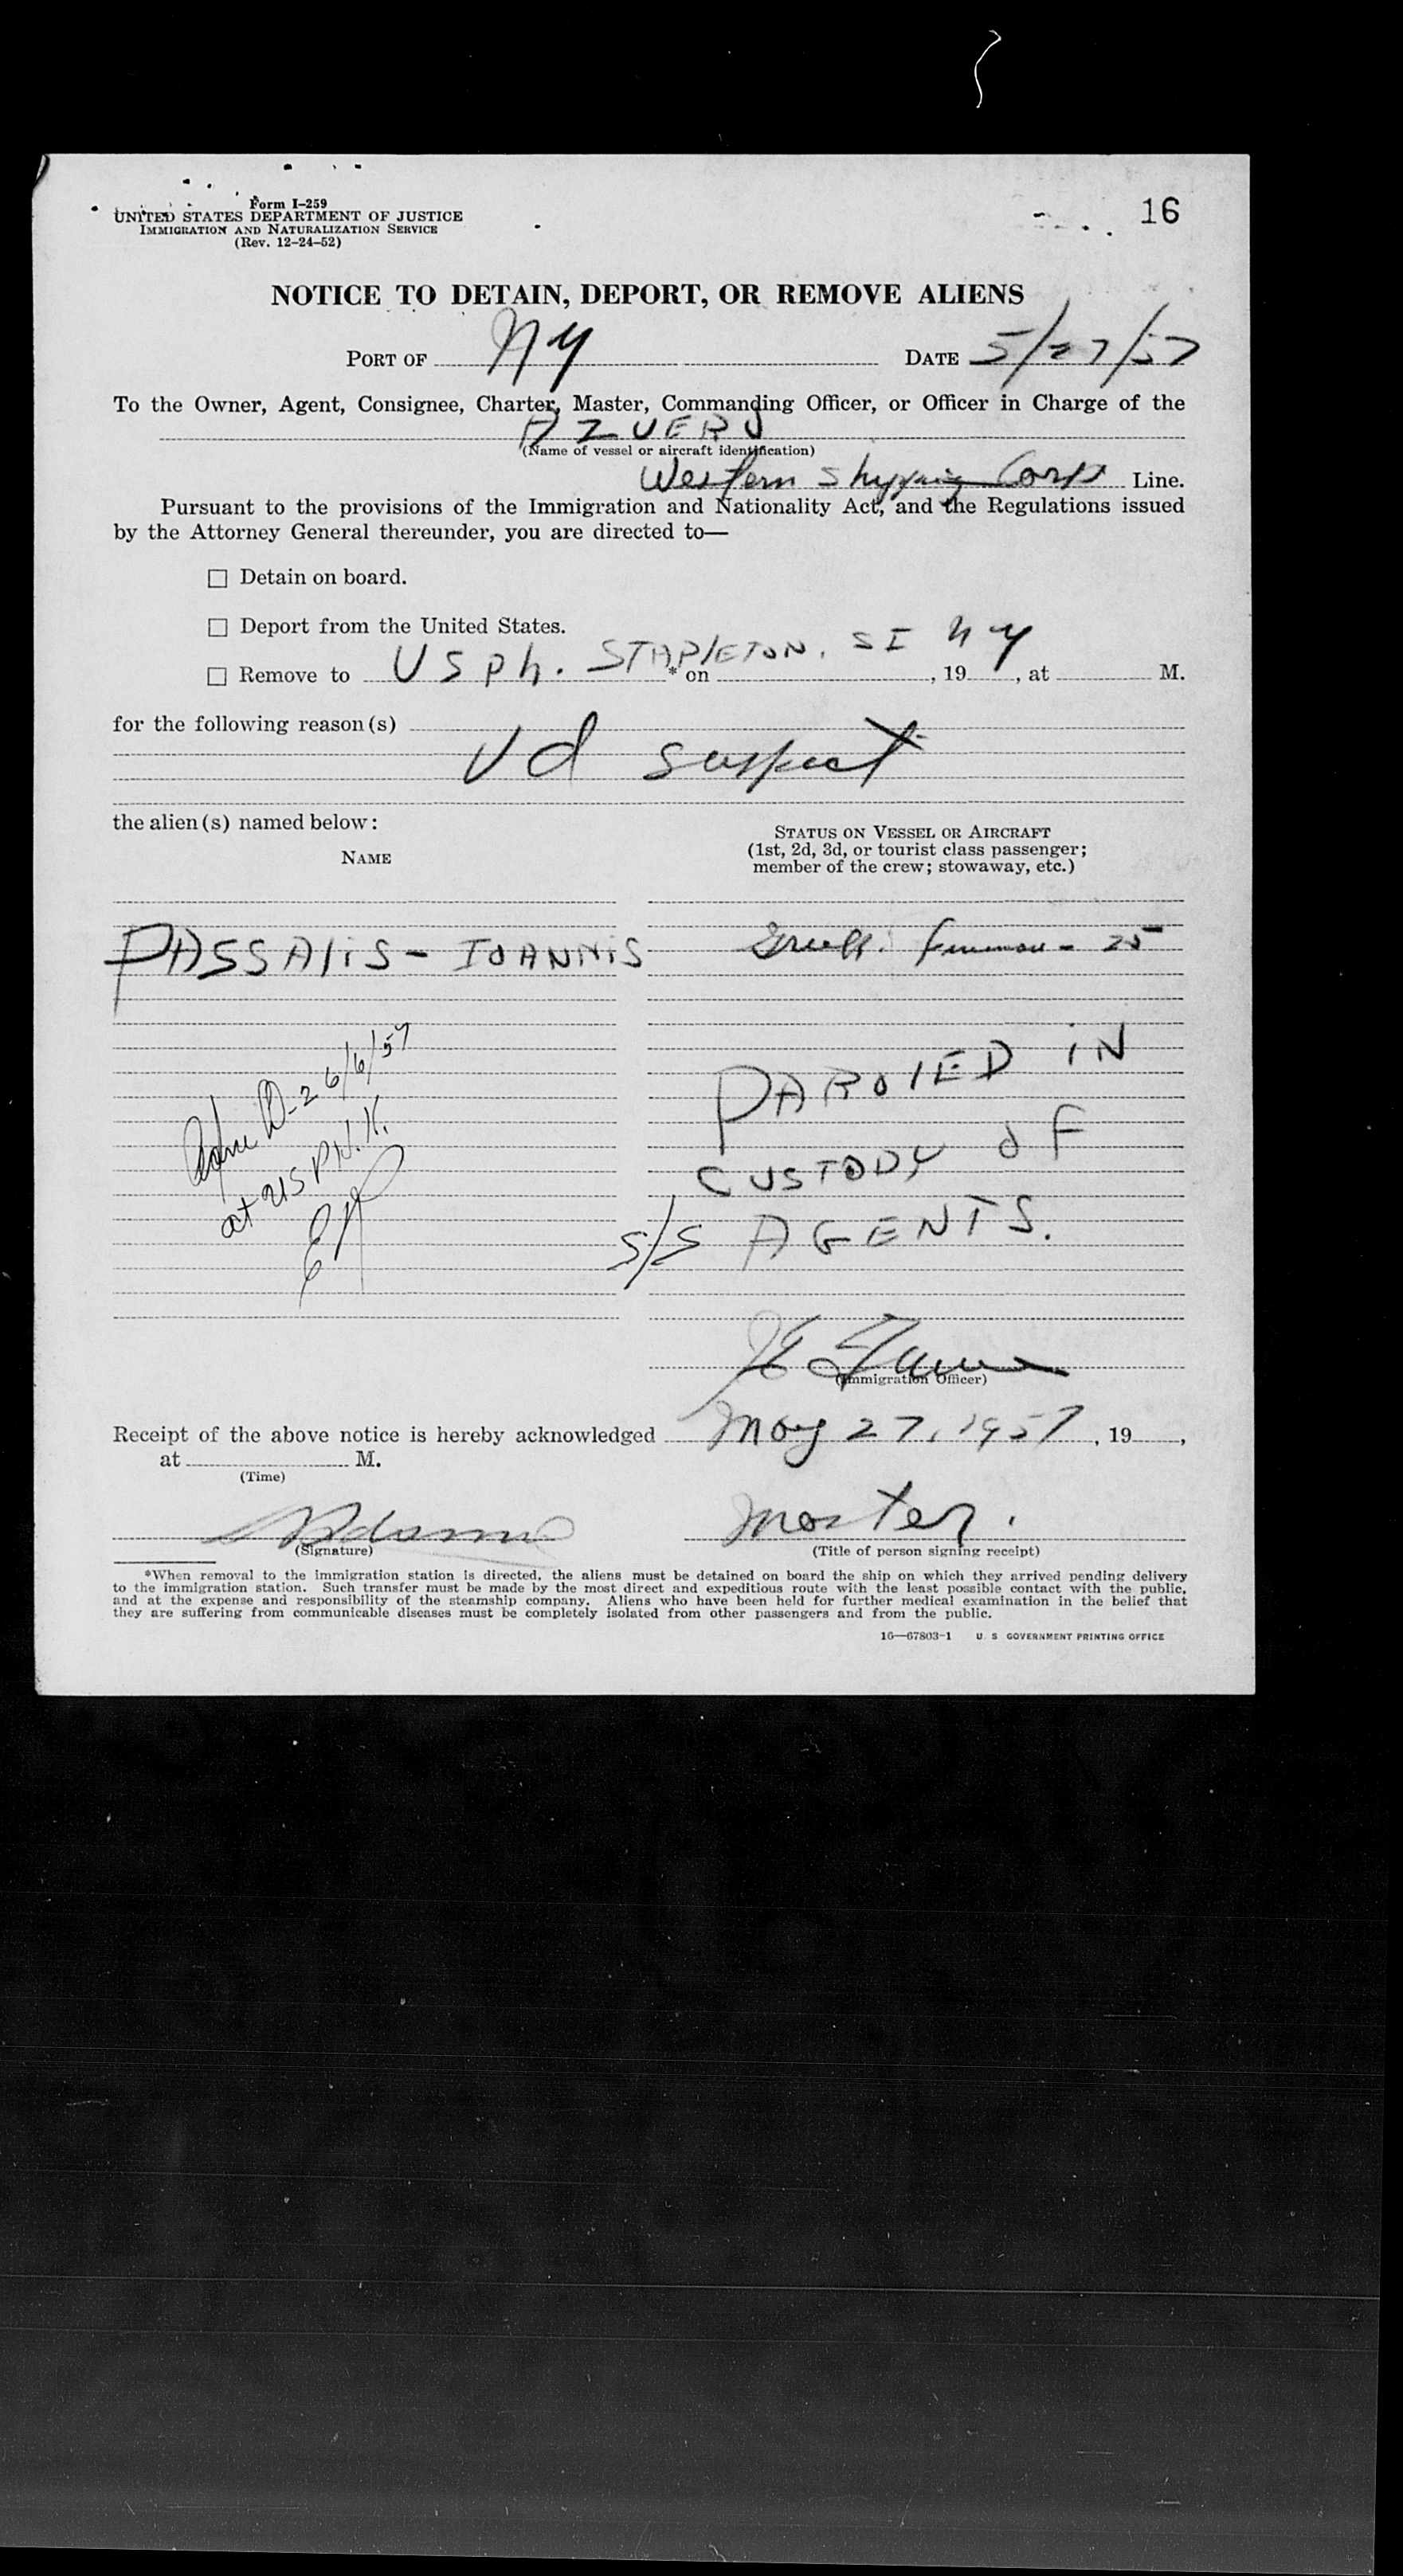 Form I-259
UNITED STATES DEPARTMENT OF JUSTICE
IMMIGRATION AND NATURALIZATION SERVICE
(Rev. 12-24-52)
16
NOTICE TO DETAIN, DEPORT, OR REMOVE ALIENS
PORT OF NY DATE 5/27/57
To the Owner, Agent, Consignee, Charter, Master, Commanding Officer, or Officer in Charge of the
AZUERO
(Name of vessel or aircraft identification)
Western Shipping Corp Line.
Pursuant to the provisions of the Immigration and Nationality Act, and the Regulations issued
by the Attorney General thereunder, you are directed to—
☐ Detain on board.
☐ Deport from the United States.
☐ Remove to USPh. STAPLETON. SI NY * on , 19 , at M.
for the following reason(s)
Vd suspect
the alien(s) named below:
STATUS ON VESSEL OR AIRCRAFT
(1st, 2d, 3d, or tourist class passenger;
member of the crew; stowaway, etc.)
NAME
PASSALIS - IOANNIS Greek. fireman - 25
D-2 6/6/57
at USPH.
PAROLED IN
CUSTODY OF
S/S AGENTS.
(Immigration Officer)
Receipt of the above notice is hereby acknowledged May 27, 1957, 19 ,
at M.
(Time)
Master.
(Signature) (Title of person signing receipt)
*When removal to the immigration station is directed, the aliens must be detained on board the ship on which they arrived pending delivery
to the immigration station. Such transfer must be made by the most direct and expeditious route with the least possible contact with the public,
and at the expense and responsibility of the steamship company. Aliens who have been held for further medical examination in the belief that
they are suffering from communicable diseases must be completely isolated from other passengers and from the public.
16—67803-1 U. S GOVERNMENT PRINTING OFFICE